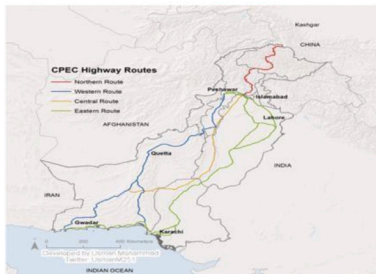 Kashgar
CHINA
CPEC Highway Routes
Northern Route
Western Route
Central Route
Eastern Route
Peshawar
Islamabad
AFGHANISTAN
Lahore
Quetta
INDIA
IRAN
Gwadar
Karachi
Developed by Usman Mohammed
INDIAN OCEAN